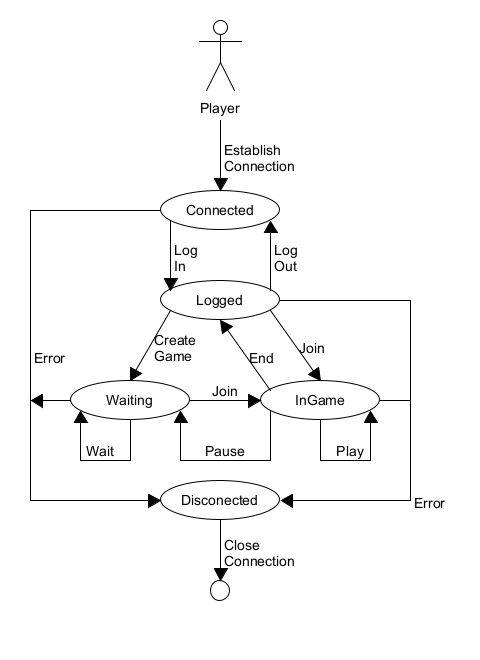 Player
Establish
Connection
Connected
Log
In
Log
Out
Logged
Create
Game
End
Join
Error
Waiting
Join
InGame
Wait
Pause
Play
Disconected
Error
Close
Connection